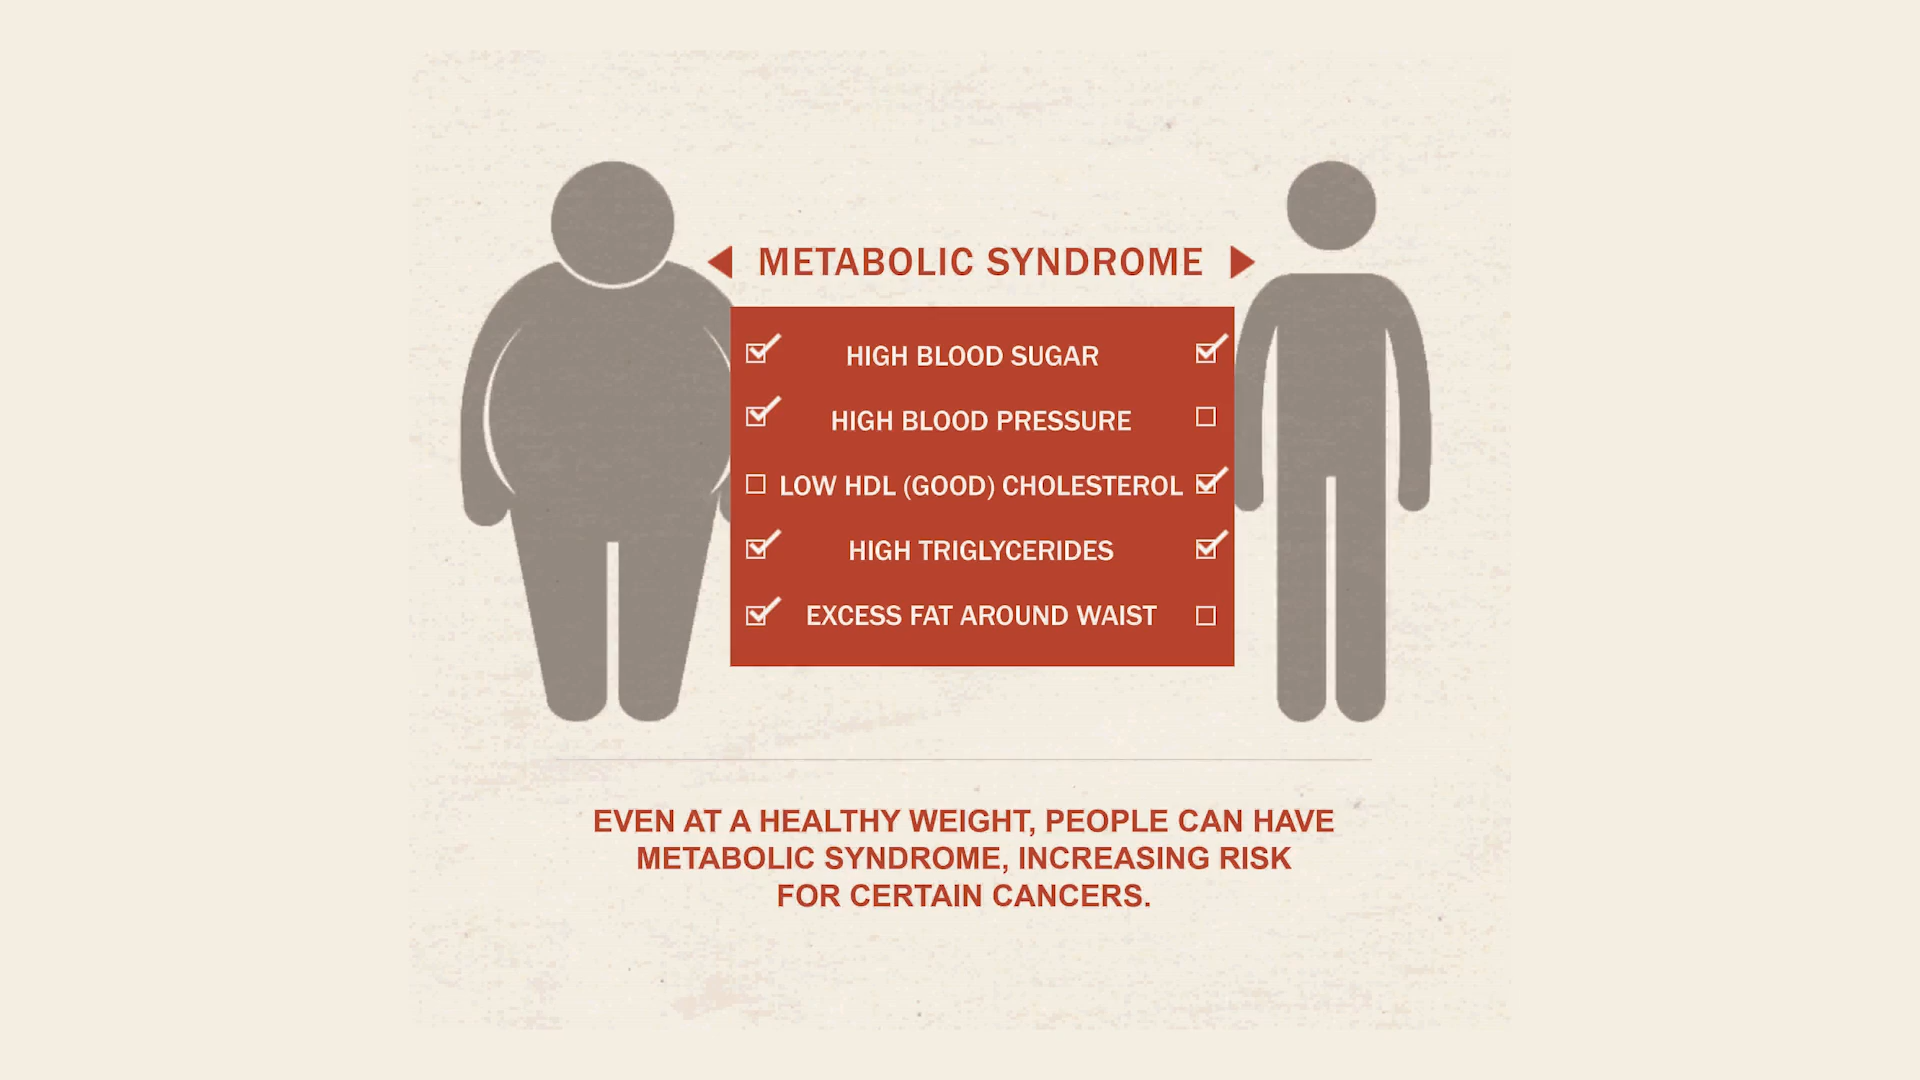 METABOLIC SYNDROME
HIGH BLOOD SUGAR
HIGH BLOOD PRESSURE
LOW HDL (GOOD) CHOLESTEROL
HIGH TRIGLYCERIDES
EXCESS FAT AROUND WAIST
EVEN AT A HEALTHY WEIGHT, PEOPLE CAN HAVE
METABOLIC SYNDROME, INCREASING RISK
FOR CERTAIN CANCERS.